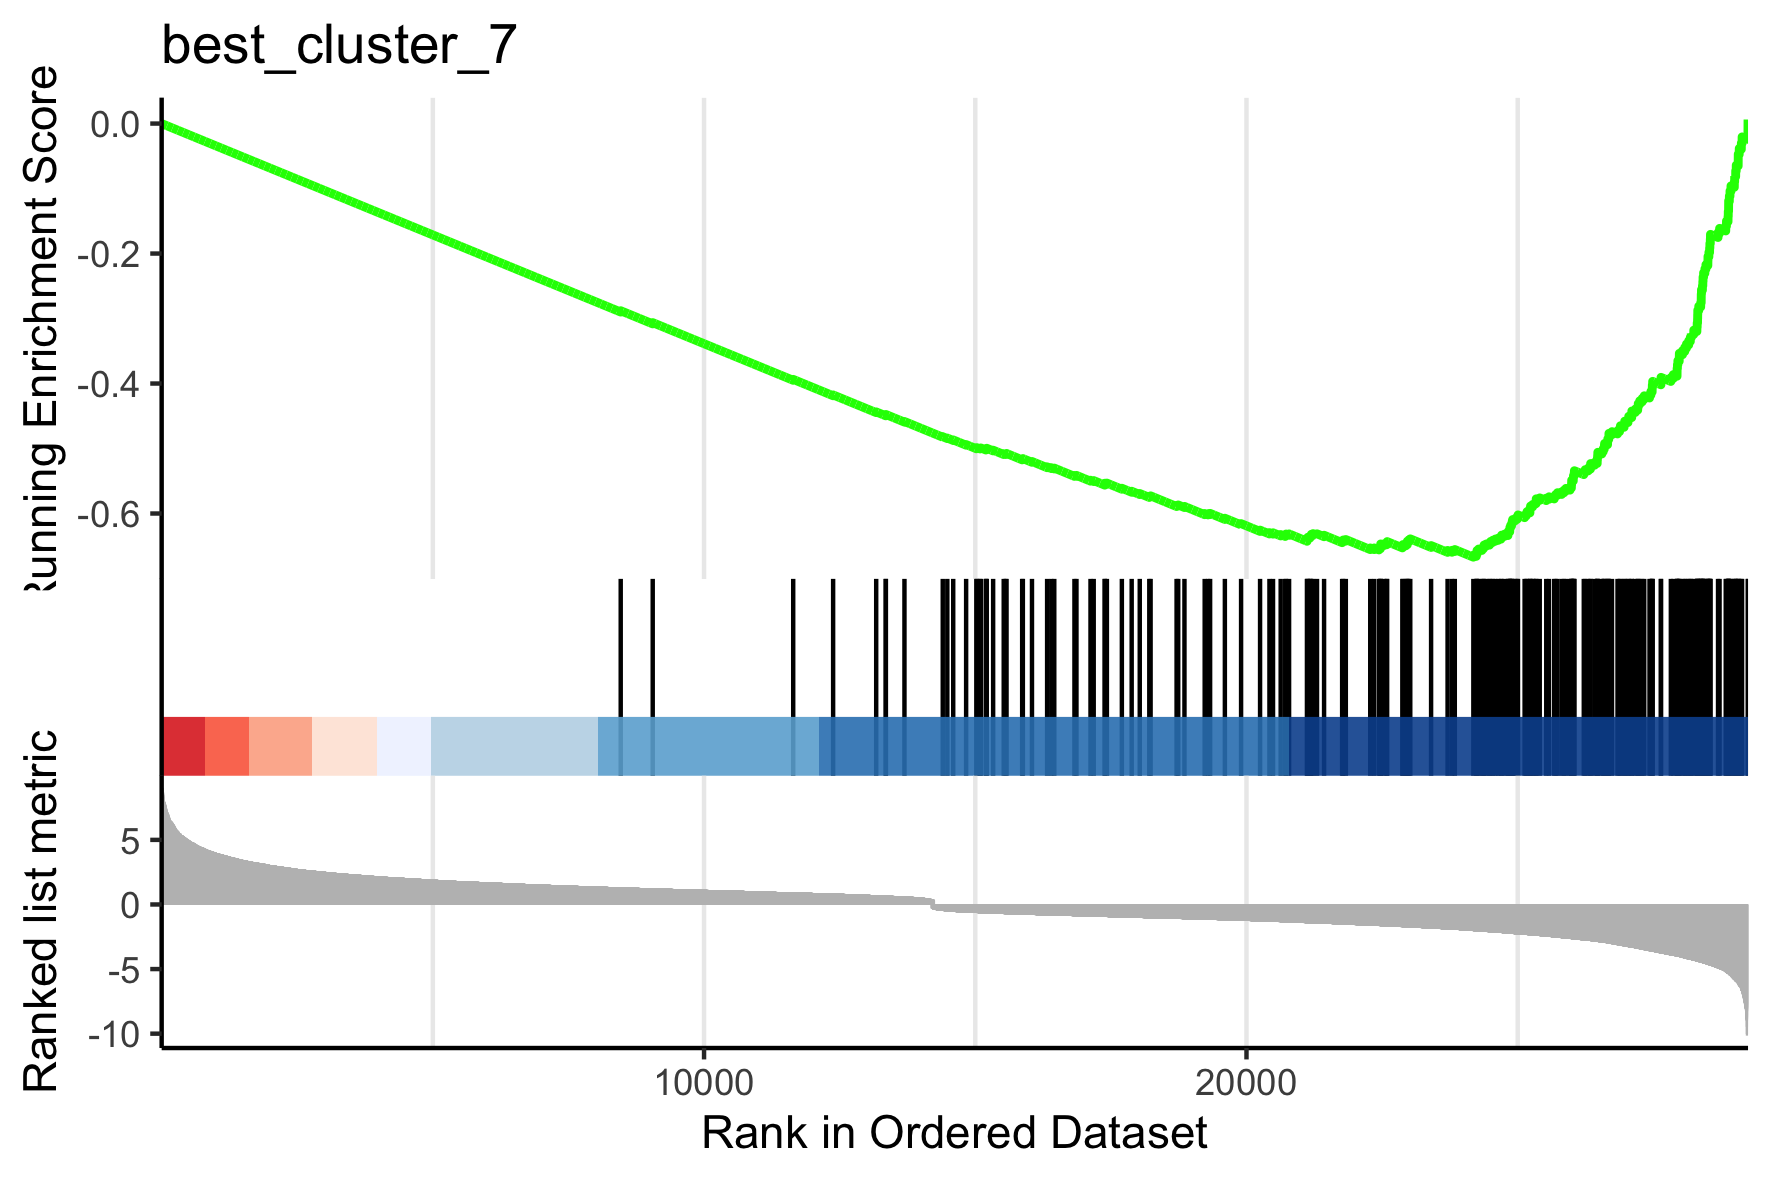 best_cluster_7
Running Enrichment Score
0.0
-0.2
-0.4
-0.6
Ranked list metric
5
0
-5
-10
10000
20000
Rank in Ordered Dataset